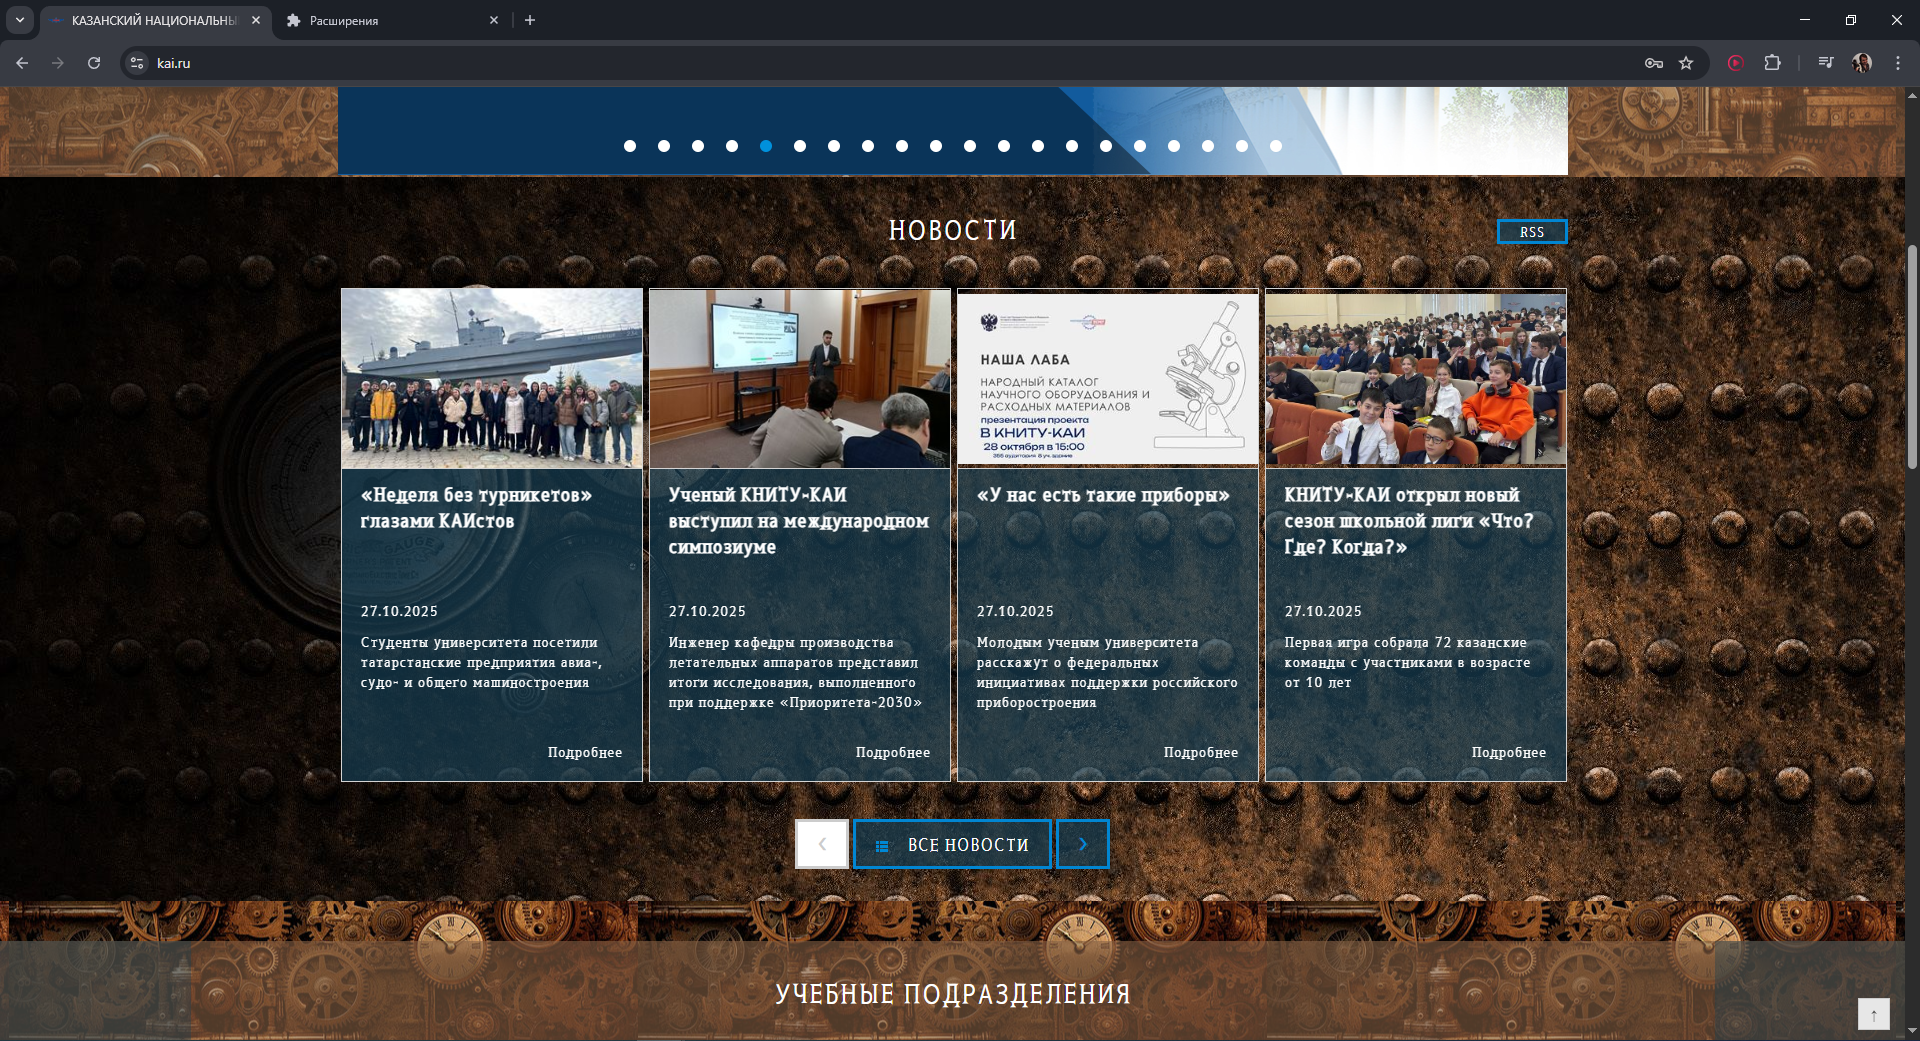 КАЗАНСКИЙ НАЦИОНАЛЬНЫ
Расширения
kai.ru
НОВОСТИ
RSS
НАША ЛАБА
НАРОДНЫЙ КАТАЛОГ
НАУЧНОГО ОБОРУДОВАНИЯ И
РАСХОДНЫХ МАТЕРИАЛОВ
презентация проекта
В КНИТУ-КАИ
28 октября в 15:00
«Неделя без турникетов»
глазами КАИстов
27.10.2025
Студенты университета посетили
татарстанские предприятия авиа-,
судо- и общего машиностроения
Подробнее
Ученый КНИТУ-КАИ
выступил на международном
симпозиуме
27.10.2025
Инженер кафедры производства
летательных аппаратов представил
итоги исследования, выполненного
при поддержке «Приоритета-2030»
Подробнее
«У нас есть такие приборы»
27.10.2025
Молодым ученым университета
расскажут о федеральных
инициативах поддержки российского
приборостроения
Подробнее
КНИТУ-КАИ открыл новый
сезон школьной лиги «Что?
Где? Когда?»
27.10.2025
Первая игра собрала 72 казанские
команды с участниками в возрасте
от 10 лет
Подробнее
ВСЕ НОВОСТИ
УЧЕБНЫЕ ПОДРАЗДЕЛЕНИЯ